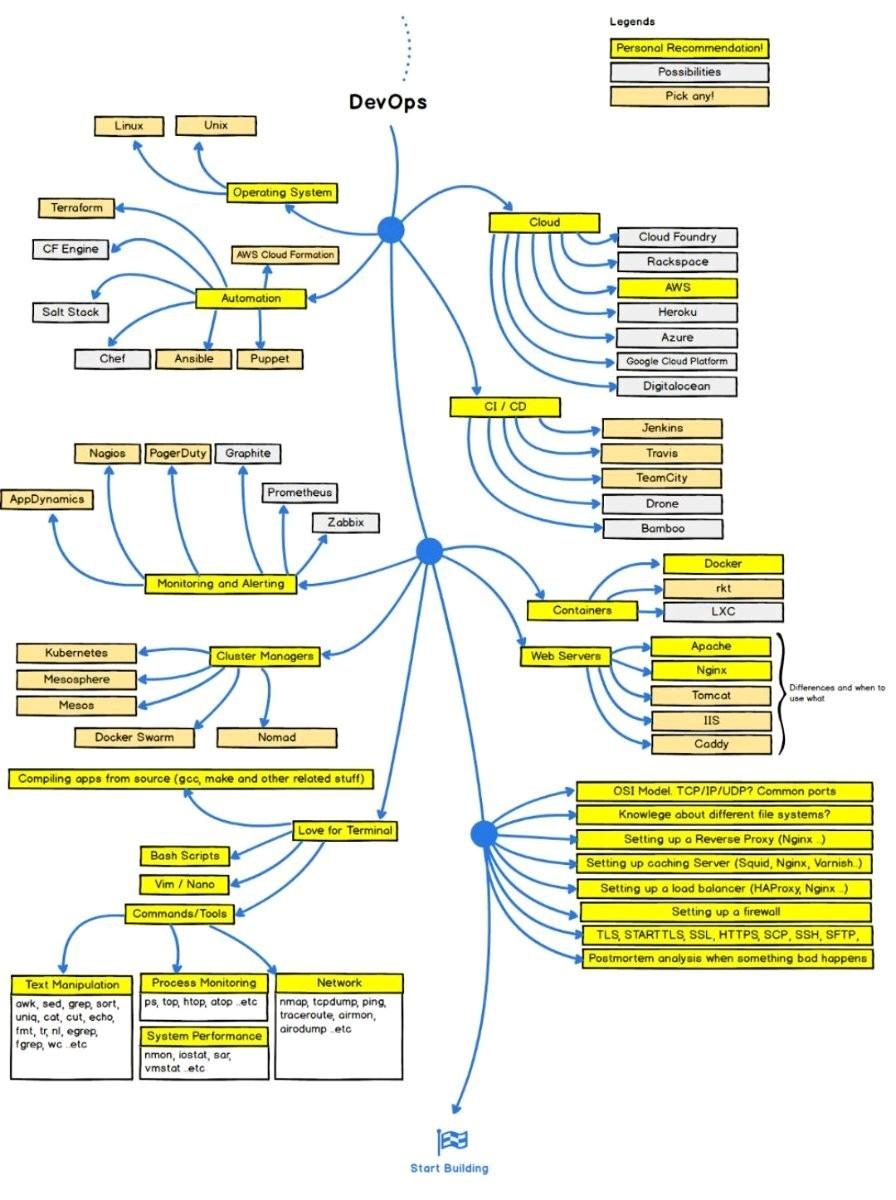 Legends
Personal Recommendation!
Possibilities
Pick any!
DevOps
Linux
Unix
Operating System
Terraform
CF Engine
AWS Cloud Formation
Automation
Salt Stack
Chef
Ansible
Puppet
Cloud
Cloud Foundry
Rackspace
AWS
Heroku
Azure
Google Cloud Platform
Digitalocean
CI / CD
Jenkins
Travis
TeamCity
Drone
Bamboo
Nagios
PagerDuty
Graphite
AppDynamics
Prometheus
Zabbix
Monitoring and Alerting
Containers
Docker
rkt
LXC
Cluster Managers
Kubernetes
Mesosphere
Mesos
Docker Swarm
Nomad
Web Servers
Apache
Nginx
Tomcat
IIS
Caddy
Differences and when to
use what
Compiling apps from source (gcc, make and other related stuff)
Love for Terminal
Bash Scripts
Vim / Nano
Commands/Tools
OSI Model. TCP/IP/UDP? Common ports
Knowlege about different file systems?
Setting up a Reverse Proxy (Nginx ..)
Setting up caching Server (Squid, Nginx, Varnish..)
Setting up a load balancer (HAProxy, Nginx ..)
Setting up a firewall
TLS, STARTTLS, SSL, HTTPS, SCP, SSH, SFTP,
Postmortem analysis when something bad happens
Text Manipulation
awk, sed, grep, sort,
uniq, cat, cut, echo,
fmt, tr, nl, egrep,
fgrep, wc ..etc
Process Monitoring
ps, top, htop, atop ..etc
System Performance
nmon, iostat, sar,
vmstat ..etc
Network
nmap, tcpdump, ping,
traceroute, airmon,
airodump ..etc
Start Building